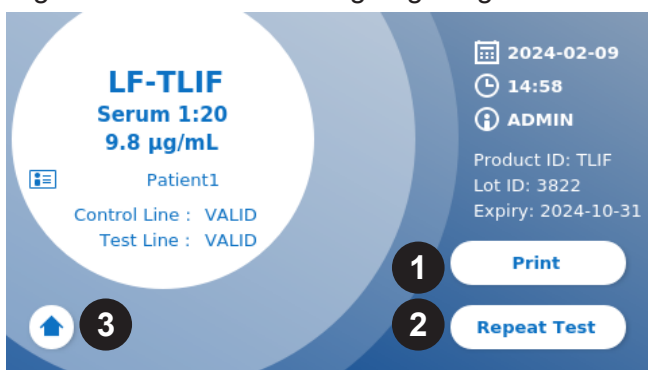 LF-TLIF
Serum 1:20
9.8 µg/mL
Patient1
Control Line : VALID
Test Line : VALID
3
2024-02-09
14:58
ADMIN
Product ID: TLIF
Lot ID: 3822
Expiry: 2024-10-31
1 Print
2 Repeat Test